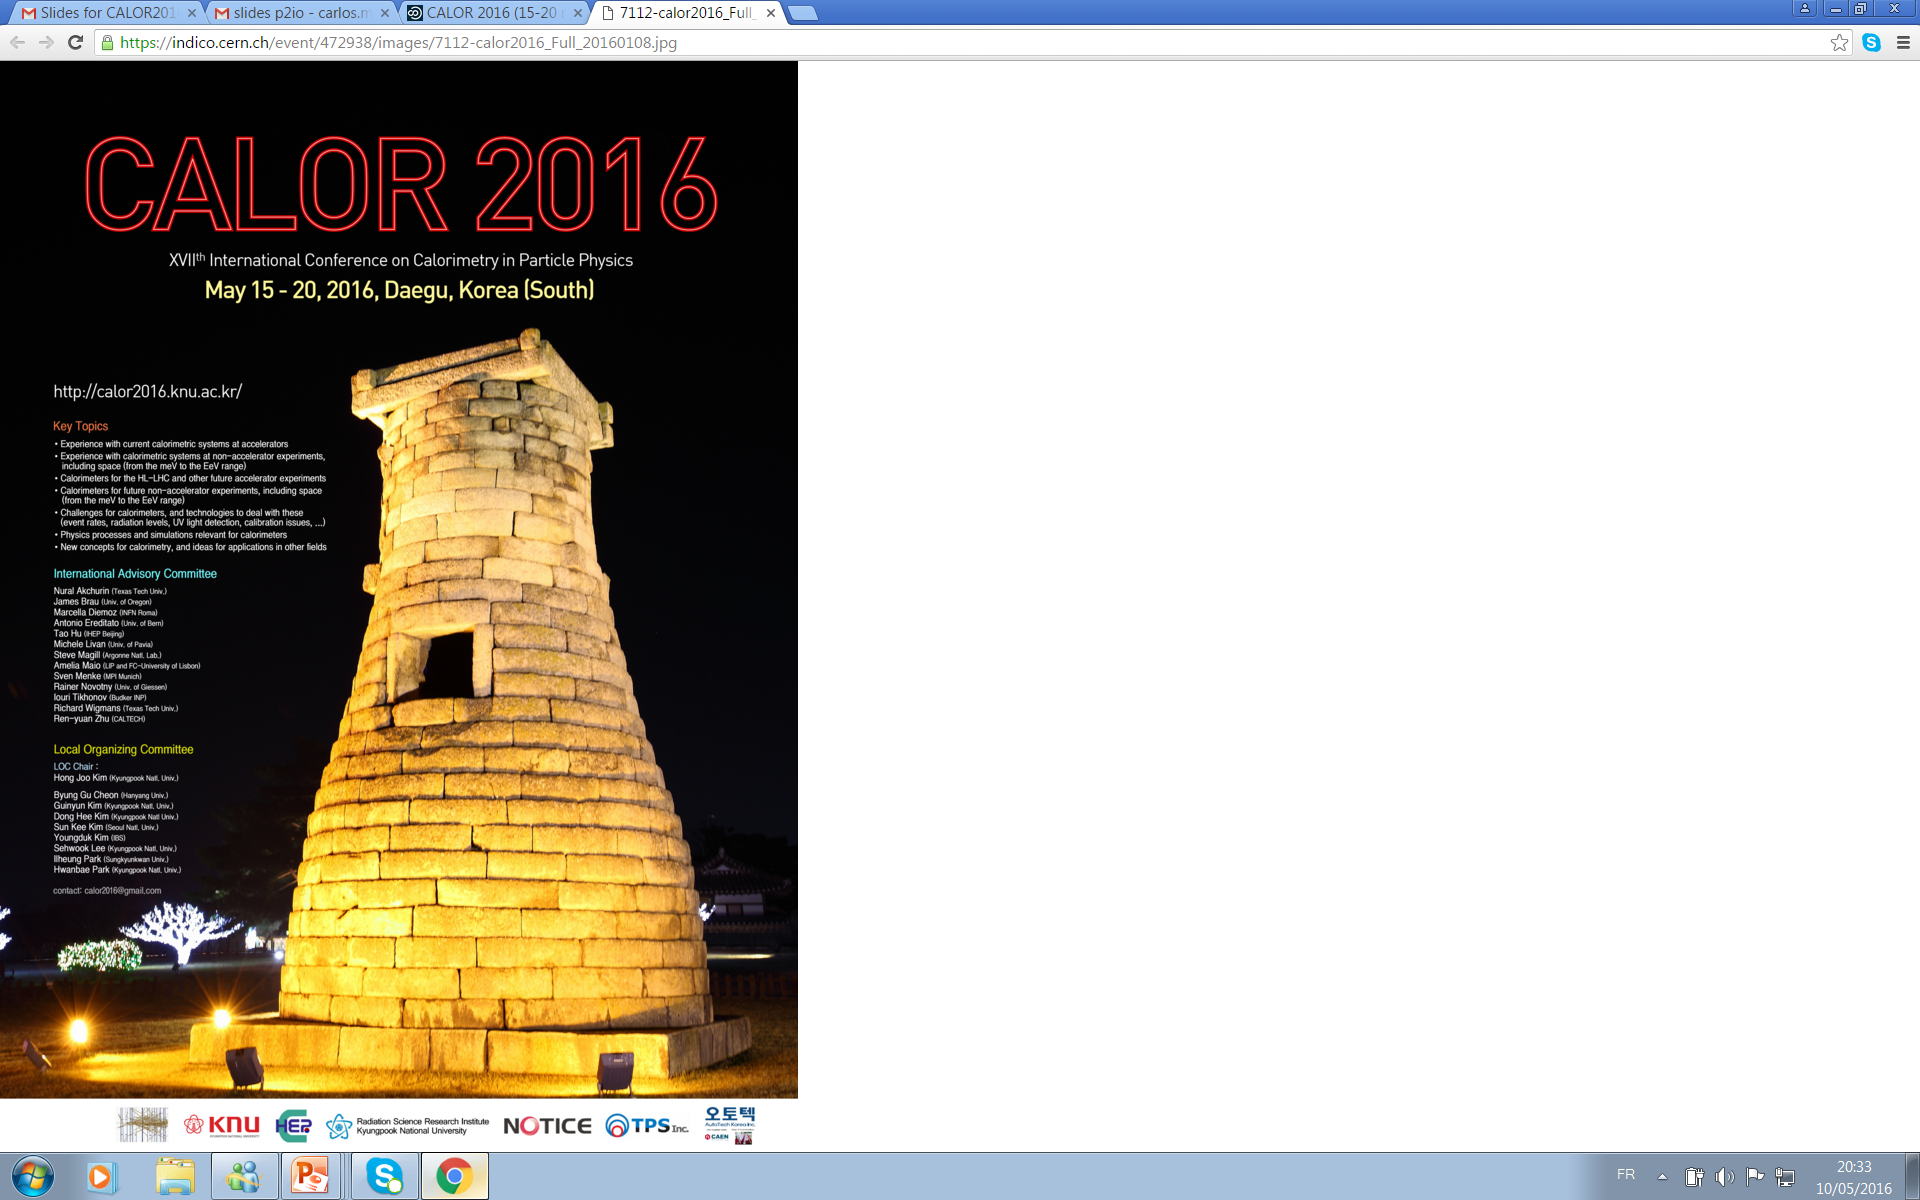 Slides for CALOR201
slides p2io - carlos.m
CALOR 2016 (15-20
7112-calor2016_Full_
https://indico.cern.ch/event/472938/images/7112-calor2016_Full_20160108.jpg
CALOR 2016
XVIIth International Conference on Calorimetry in Particle Physics
May 15 - 20, 2016, Daegu, Korea (South)
http://calor2016.knu.ac.kr/
Key Topics
• Experience with current calorimetric systems at accelerators
• Experience with calorimetric systems at non-accelerator experiments,
including space (from the meV to the EeV range)
• Calorimeters for the HL-LHC and other future accelerator experiments
• Calorimeters for future non-accelerator experiments, including space
(from the meV to the EeV range)
• Challenges for calorimeters, and technologies to deal with these
(event rates, radiation levels, UV light detection, calibration issues, ...)
• Physics processes and simulations relevant for calorimeters
• New concepts for calorimetry, and ideas for applications in other fields
International Advisory Committee
Nural Akchurin (Texas Tech Univ.)
James Brau (Univ. of Oregon)
Marcella Diemoz (INFN Roma)
Antonio Ereditato (Univ. of Bern)
Tao Hu (IHEP Beijing)
Michele Livan (Univ. of Pavia)
Steve Magill (Argonne Natl. Lab.)
Amelia Maio (LIP and FC-University of Lisbon)
Sven Menke (MPI Munich)
Rainer Novotny (Univ. of Giessen)
Iouri Tikhonov (Budker INP)
Richard Wigmans (Texas Tech Univ.)
Ren-yuan Zhu (CALTECH)
Local Organizing Committee
LOC Chair :
Hong Joo Kim (Kyungpook Natl. Univ.)
Byung Gu Cheon (Hanyang Univ.)
Guinyun Kim (Kyungpook Natl. Univ.)
Dong Hee Kim (Kyungpook Natl Univ.)
Sun Kee Kim (Seoul Natl. Univ.)
Youngduk Kim (IBS)
Sehwook Lee (Kyungpook Natl. Univ.)
Ilheung Park (Sungkyunkwan Univ.)
Hwanbae Park (Kyungpook Natl. Univ.)
contact: calor2016@gmail.com
KNU
HEP
Radiation Science Research Institute
Kyungpook National University
NOTICE
TPS Inc.
오토텍
AutoTech Korea Inc.
CAEN
FR
20:33
10/05/2016